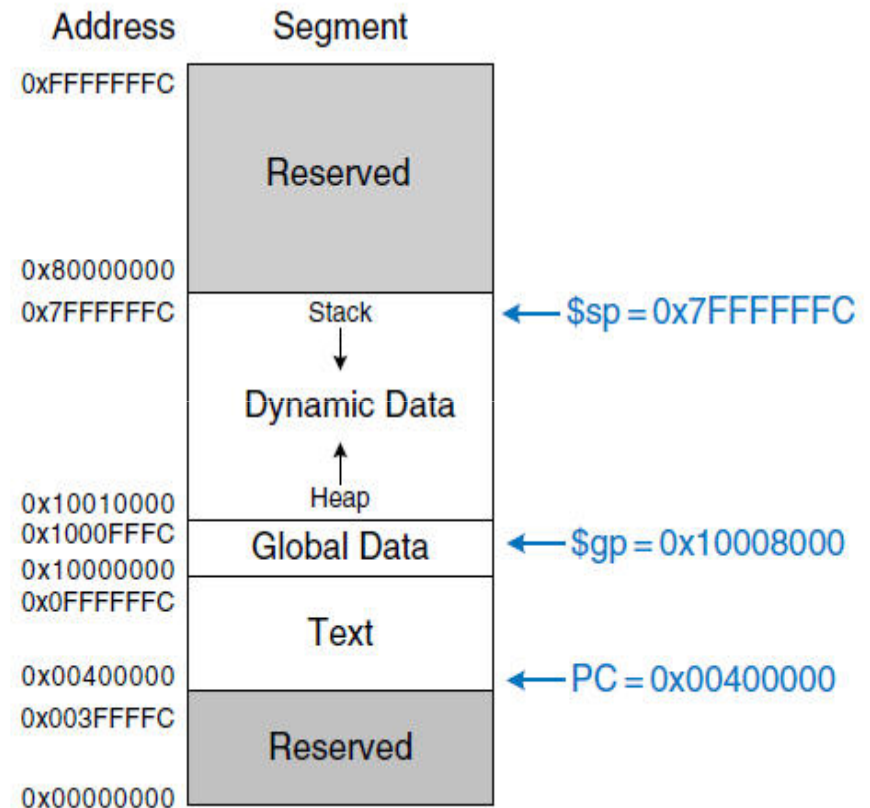 Address Segment
0xFFFFFFFC
Reserved
0x80000000
0x7FFFFFFC Stack $sp = 0x7FFFFFFC
Dynamic Data
Heap
0x10010000
0x1000FFFC
Global Data $gp = 0x10008000
0x10000000
0x0FFFFFFC
Text
0x00400000 PC = 0x00400000
0x003FFFFC
Reserved
0x00000000